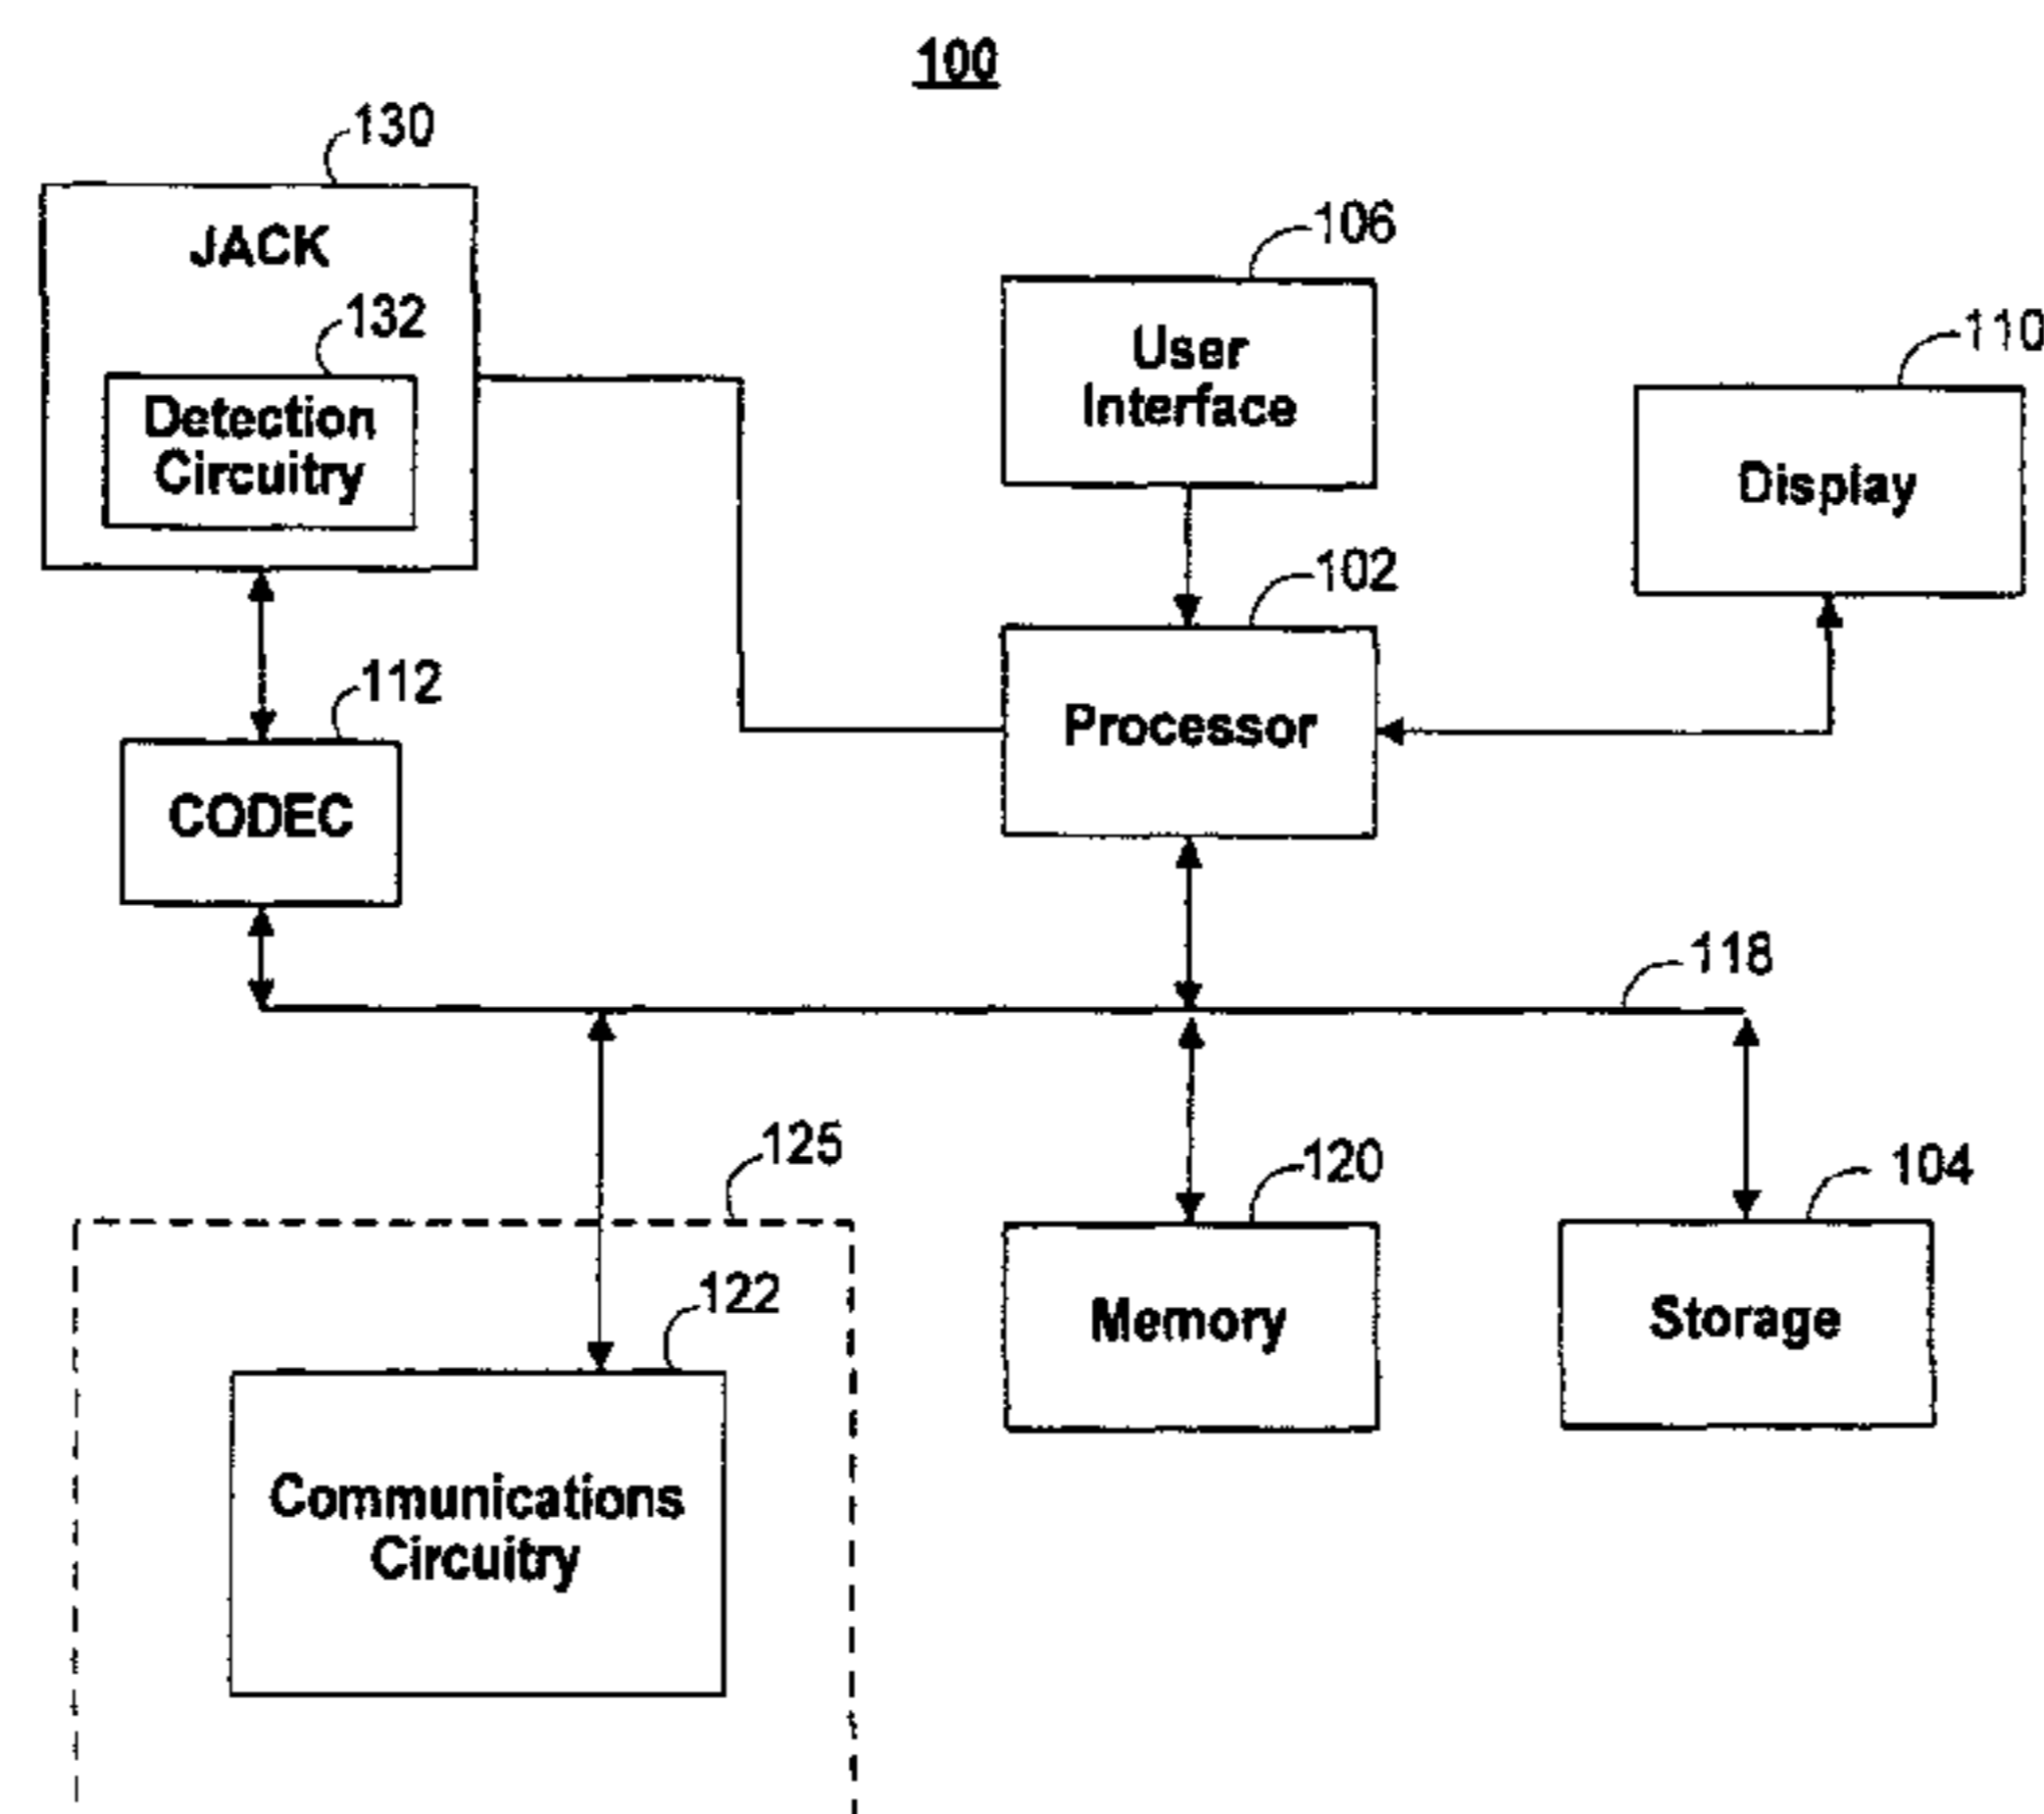 100
130
JACK
132
Detection
Circuitry
106
User
Interface
110
Display
102
Processor
112
CODEC
118
125
122
Communications
Circuitry
120
Memory
104
Storage